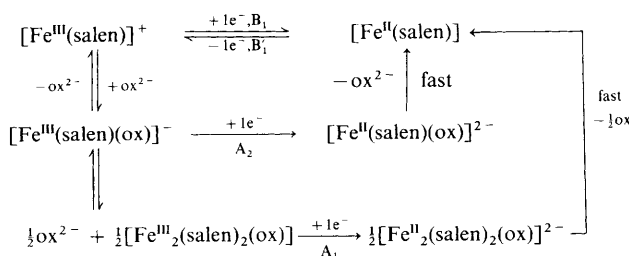 [Fe^III(salen)]^+ + 1e^-, B_1 [Fe^II(salen)]
- 1e^-, B'_1
-ox^2- +ox^2- -ox^2- fast fast
-½ox
[Fe^III(salen)(ox)]^- + 1e^- [Fe^II(salen)(ox)]^2-
A_2
½ox^2- + ½[Fe^III_2(salen)_2(ox)] +1e^- ½[Fe^II_2(salen)_2(ox)]^2-
A_1